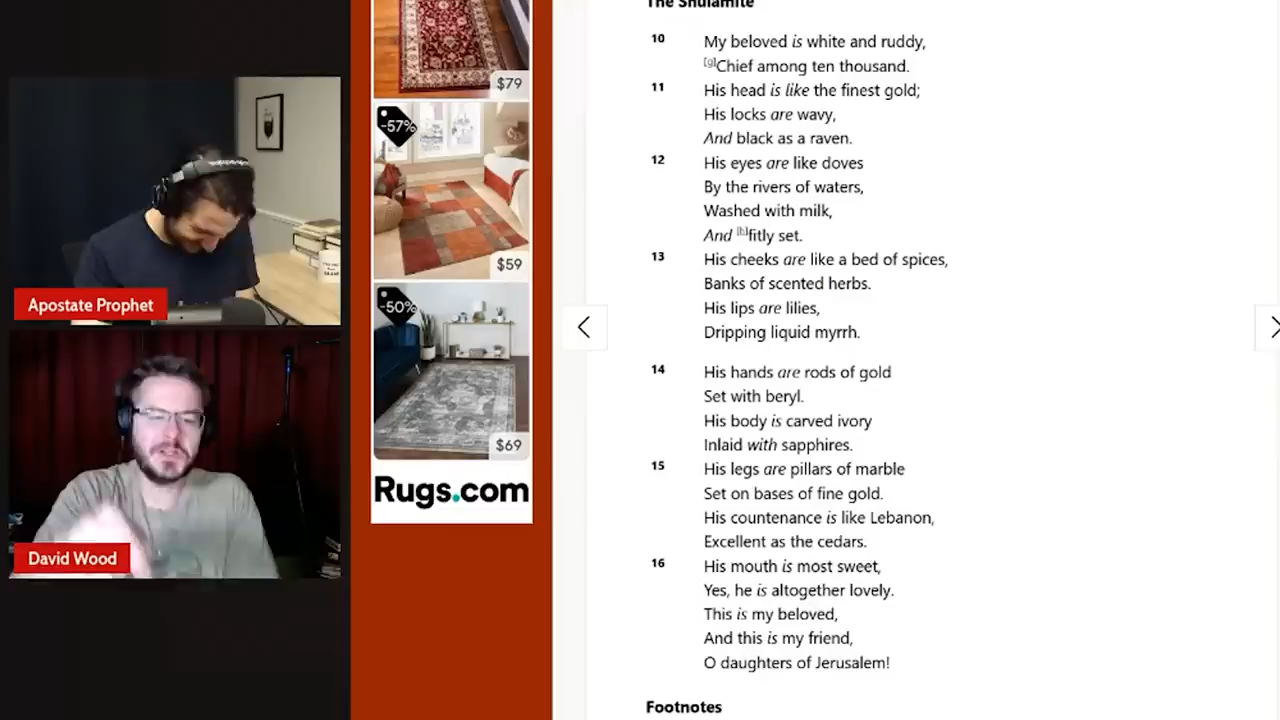 Apostate Prophet
David Wood
$79
-57%
$59
-50%
$69
Rugs.com
The Shulamite
10 My beloved is white and ruddy,
[g]Chief among ten thousand.
11 His head is like the finest gold;
His locks are wavy,
And black as a raven.
12 His eyes are like doves
By the rivers of waters,
Washed with milk,
And [h]fitly set.
13 His cheeks are like a bed of spices,
Banks of scented herbs.
His lips are lilies,
Dripping liquid myrrh.
14 His hands are rods of gold
Set with beryl.
His body is carved ivory
Inlaid with sapphires.
15 His legs are pillars of marble
Set on bases of fine gold.
His countenance is like Lebanon,
Excellent as the cedars.
16 His mouth is most sweet,
Yes, he is altogether lovely.
This is my beloved,
And this is my friend,
O daughters of Jerusalem!
Footnotes